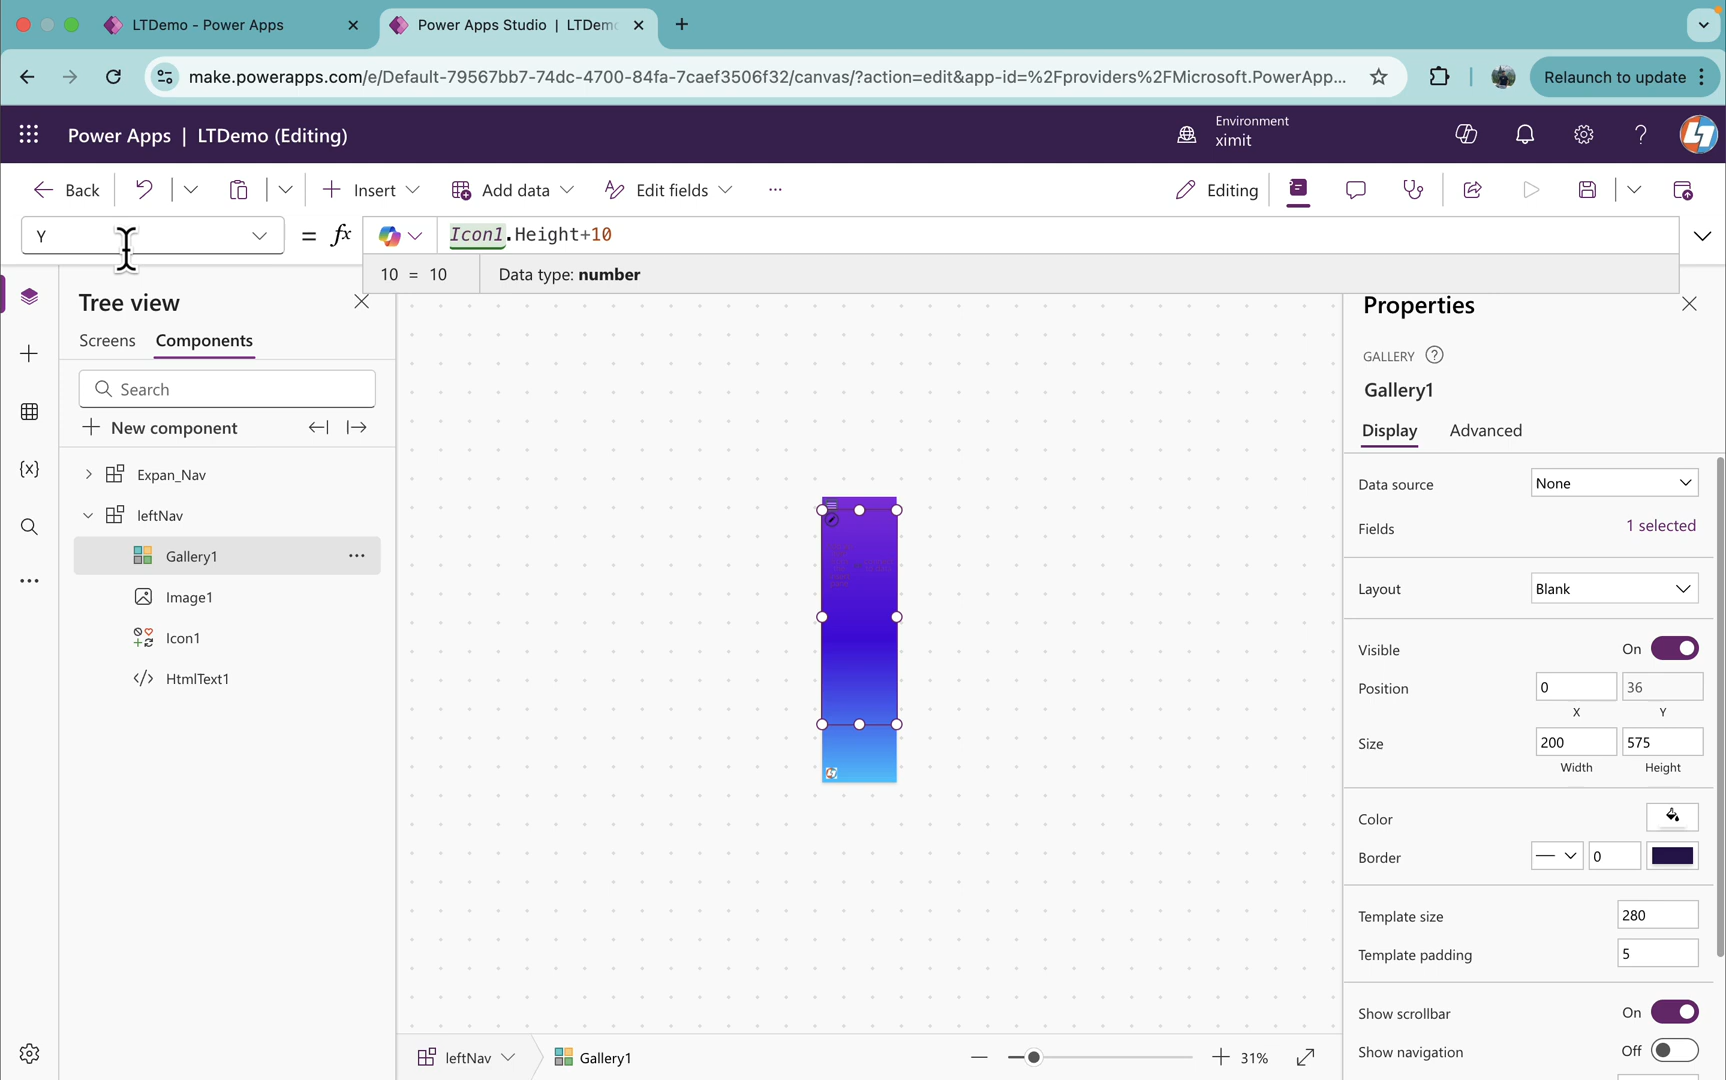 LTDemo - Power Apps
Power Apps Studio | LTDem
make.powerapps.com/e/Default-79567bb7-74dc-4700-84fa-7caef3506f32/canvas/?action=edit&app-id=%2Fproviders%2FMicrosoft.PowerApp...
Relaunch to update
Power Apps | LTDemo (Editing)
Environment
ximit
Back
Insert
Add data
Edit fields
Editing
Y
= fx
Icon1.Height+10
10 = 10
Data type: number
Tree view
Screens
Components
Search
New component
Expan_Nav
leftNav
Gallery1
Image1
Icon1
HtmlText1
Properties
GALLERY
Gallery1
Display
Advanced
Data source
None
Fields
1 selected
Layout
Blank
Visible
On
Position
0
36
X
Y
Size
200
575
Width
Height
Color
Border
0
Template size
280
Template padding
5
Show scrollbar
On
Show navigation
Off
leftNav
Gallery1
31%